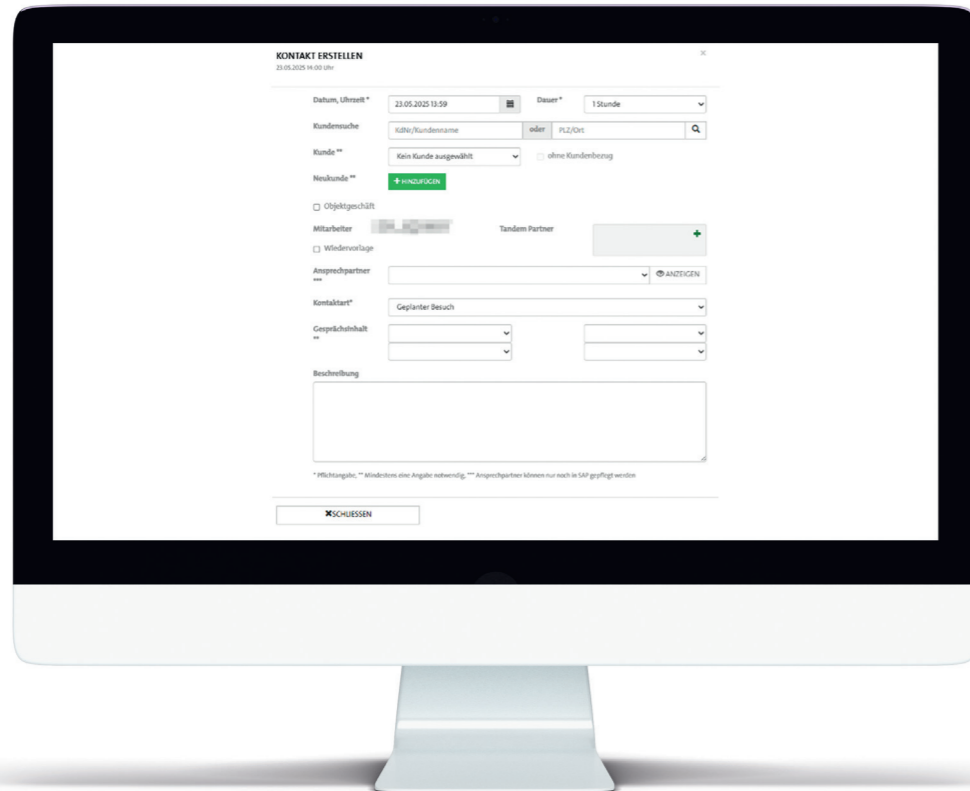 KONTAKT ERSTELLEN
×
23.05.2025 14:00 Uhr
Datum, Uhrzeit * 23.05.2025 13:59 Dauer * 1 Stunde
Kundensuche KdNr/Kundenname oder PLZ/Ort
Kunde ** Kein Kunde ausgewählt ohne Kundenbezug
Neukunde ** + HINZUFÜGEN
Objektgeschäft
Mitarbeiter Tandem Partner +
Wiedervorlage
Ansprechpartner ANZEIGEN
***
Kontaktart* Geplanter Besuch
Gesprächsinhalt
**
Beschreibung
* Pflichtangabe, ** Mindestens eine Angabe notwendig, *** Ansprechpartner können nur noch in SAP gepflegt werden
×SCHLIESSEN